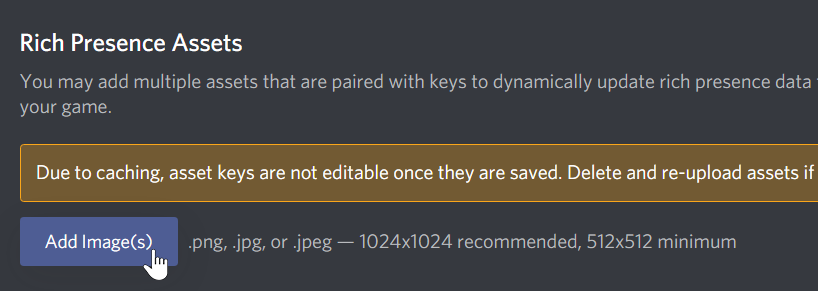 Rich Presence Assets
You may add multiple assets that are paired with keys to dynamically update rich presence data
your game.
Due to caching, asset keys are not editable once they are saved. Delete and re-upload assets if
Add Image(s)
.png, .jpg, or .jpeg — 1024x1024 recommended, 512x512 minimum